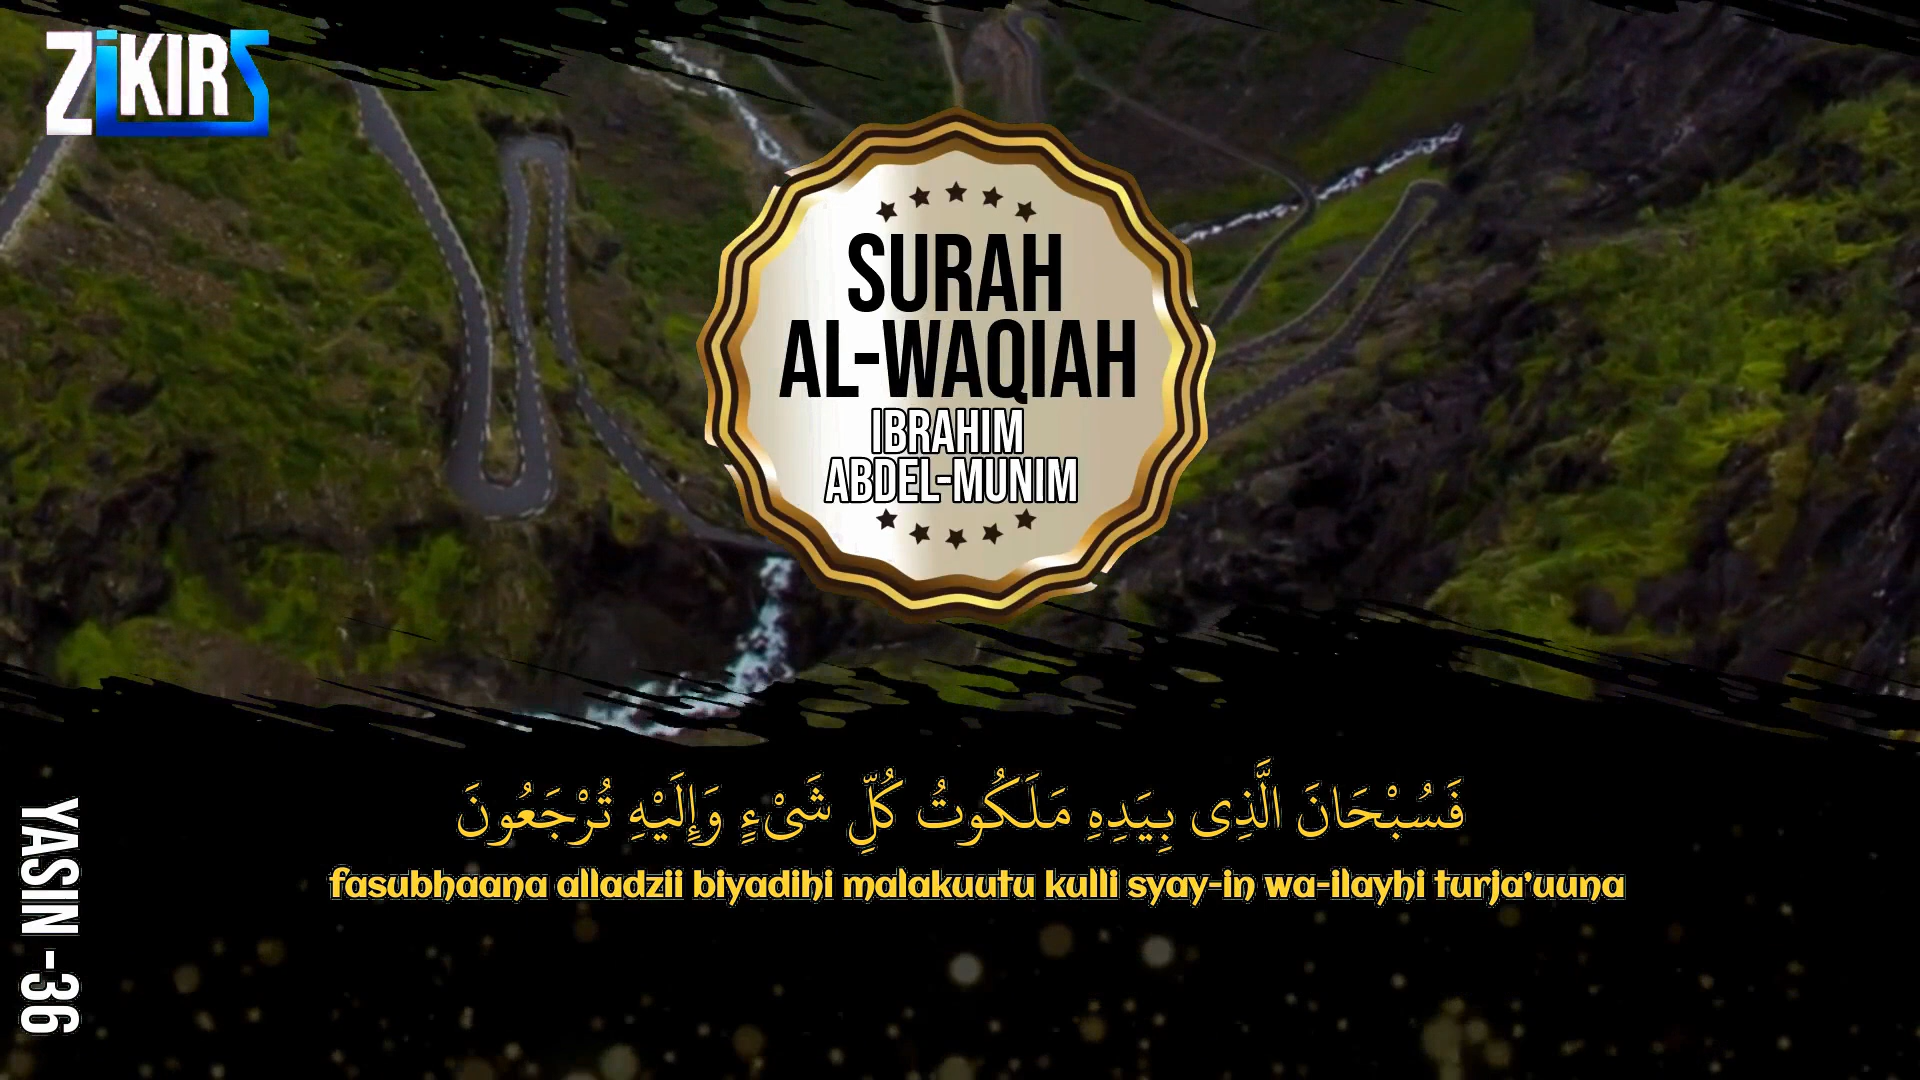 ZiKIRS
SURAH
AL-WAQIAH
IBRAHIM
ABDEL-MUNIM
فَسُبْحَانَ الَّذِى بِيَدِهِ مَلَكُوتُ كُلِّ شَىْءٍ وَإِلَيْهِ تُرْجَعُونَ
fasubhaana alladzii biyadihi malakuutu kulli syay-in wa-ilayhi turja'uuna
YASIN -36